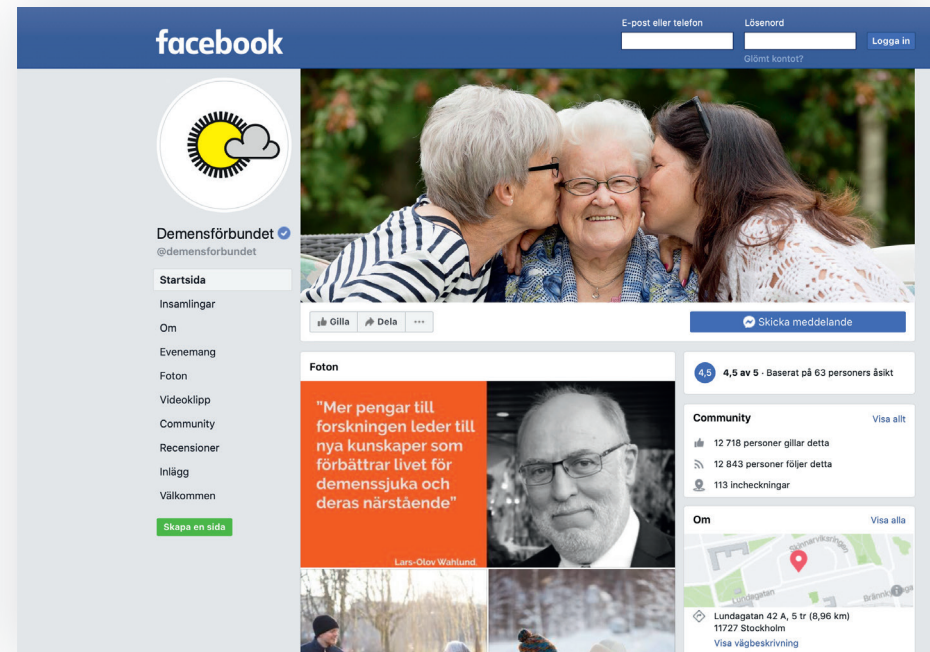 facebook
E-post eller telefon
Lösenord
Logga in
Glömt kontot?
Demensförbundet
@demensforbundet
Startsida
Insamlingar
Om
Evenemang
Foton
Videoklipp
Community
Recensioner
Inlägg
Välkommen
Skapa en sida
Gilla
Dela
Skicka meddelande
Foton
"Mer pengar till
forskningen leder till
nya kunskaper som
förbättrar livet för
demenssjuka och
deras närstående"
Lars-Olov Wahlund,
4,5
4,5 av 5 · Baserat på 63 personers åsikt
Community
Visa allt
12 718 personer gillar detta
12 843 personer följer detta
113 incheckningar
Om
Visa alla
Skinnarviksringen
Lundagatan
Lundagatan 42 A, 5 tr (8,96 km)
11727 Stockholm
Visa vägbeskrivning